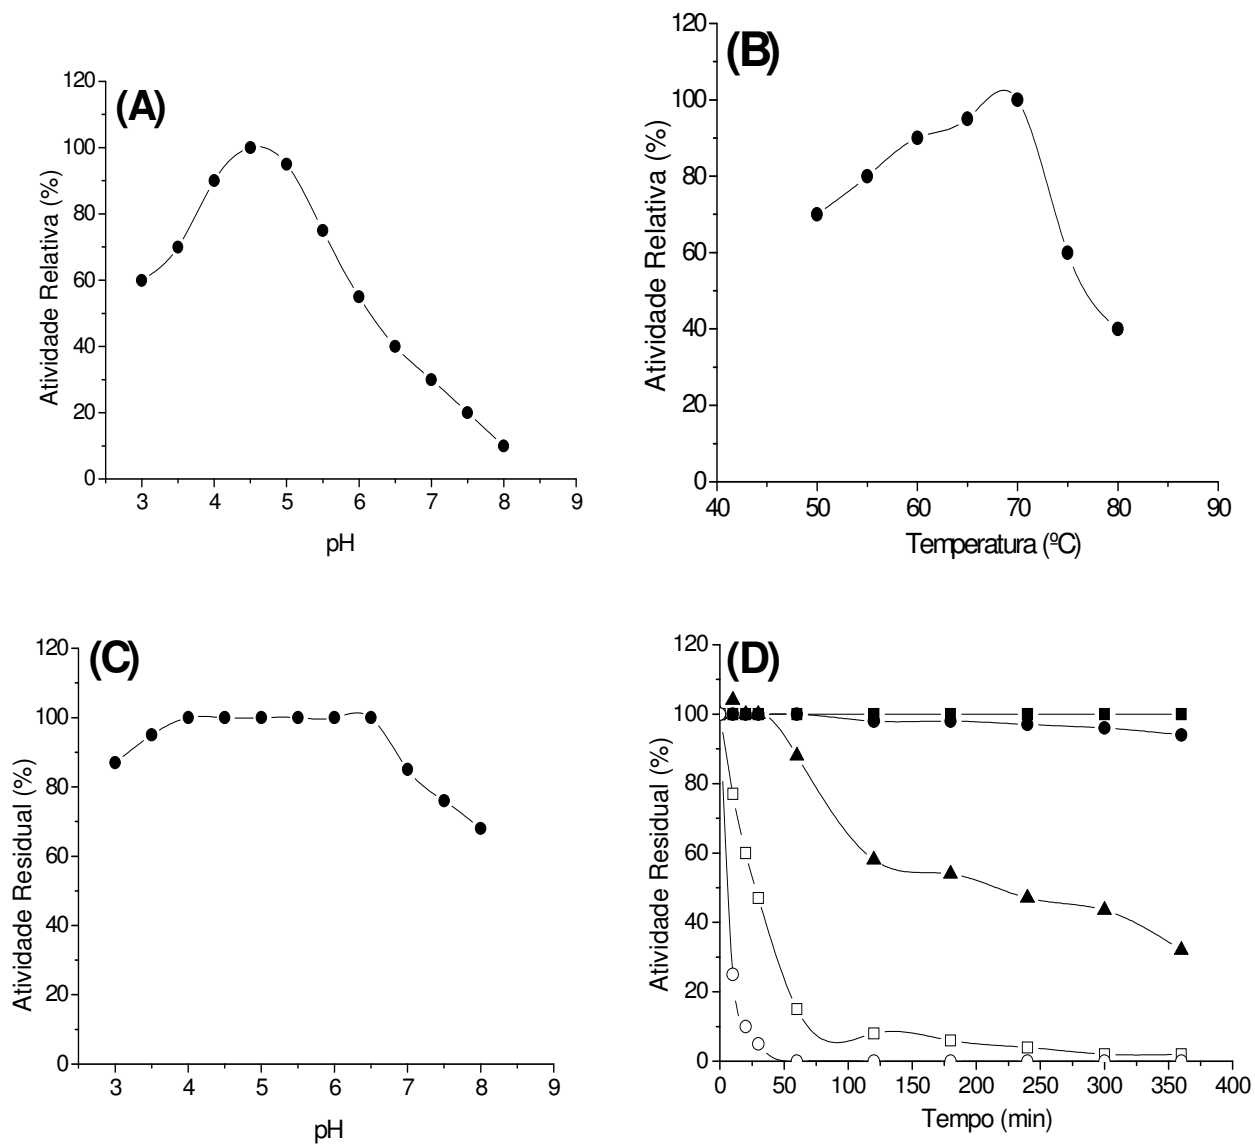 (A)
Atividade Relativa (%)
120
100
80
60
40
20
0
3 4 5 6 7 8 9
pH
(B)
Atividade Relativa (%)
120
100
80
60
40
20
0
40 50 60 70 80 90
Temperatura (ºC)
(C)
Atividade Residual (%)
120
100
80
60
40
20
0
3 4 5 6 7 8 9
pH
(D)
Atividade Residual (%)
120
100
80
60
40
20
0
0 50 100 150 200 250 300 350 400
Tempo (min)